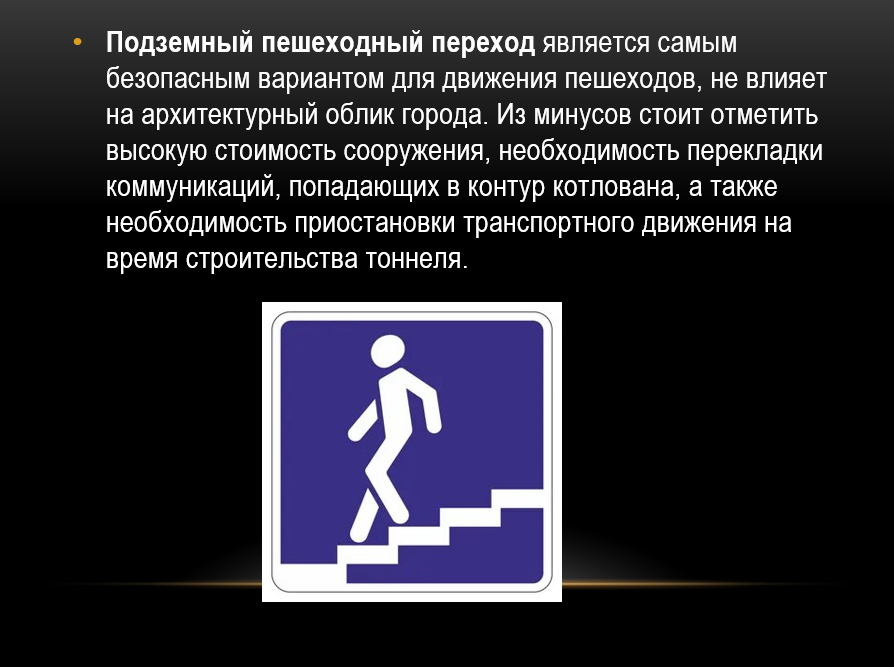 • Подземный пешеходный переход является самым
безопасным вариантом для движения пешеходов, не влияет
на архитектурный облик города. Из минусов стоит отметить
высокую стоимость сооружения, необходимость перекладки
коммуникаций, попадающих в контур котлована, а также
необходимость приостановки транспортного движения на
время строительства тоннеля.